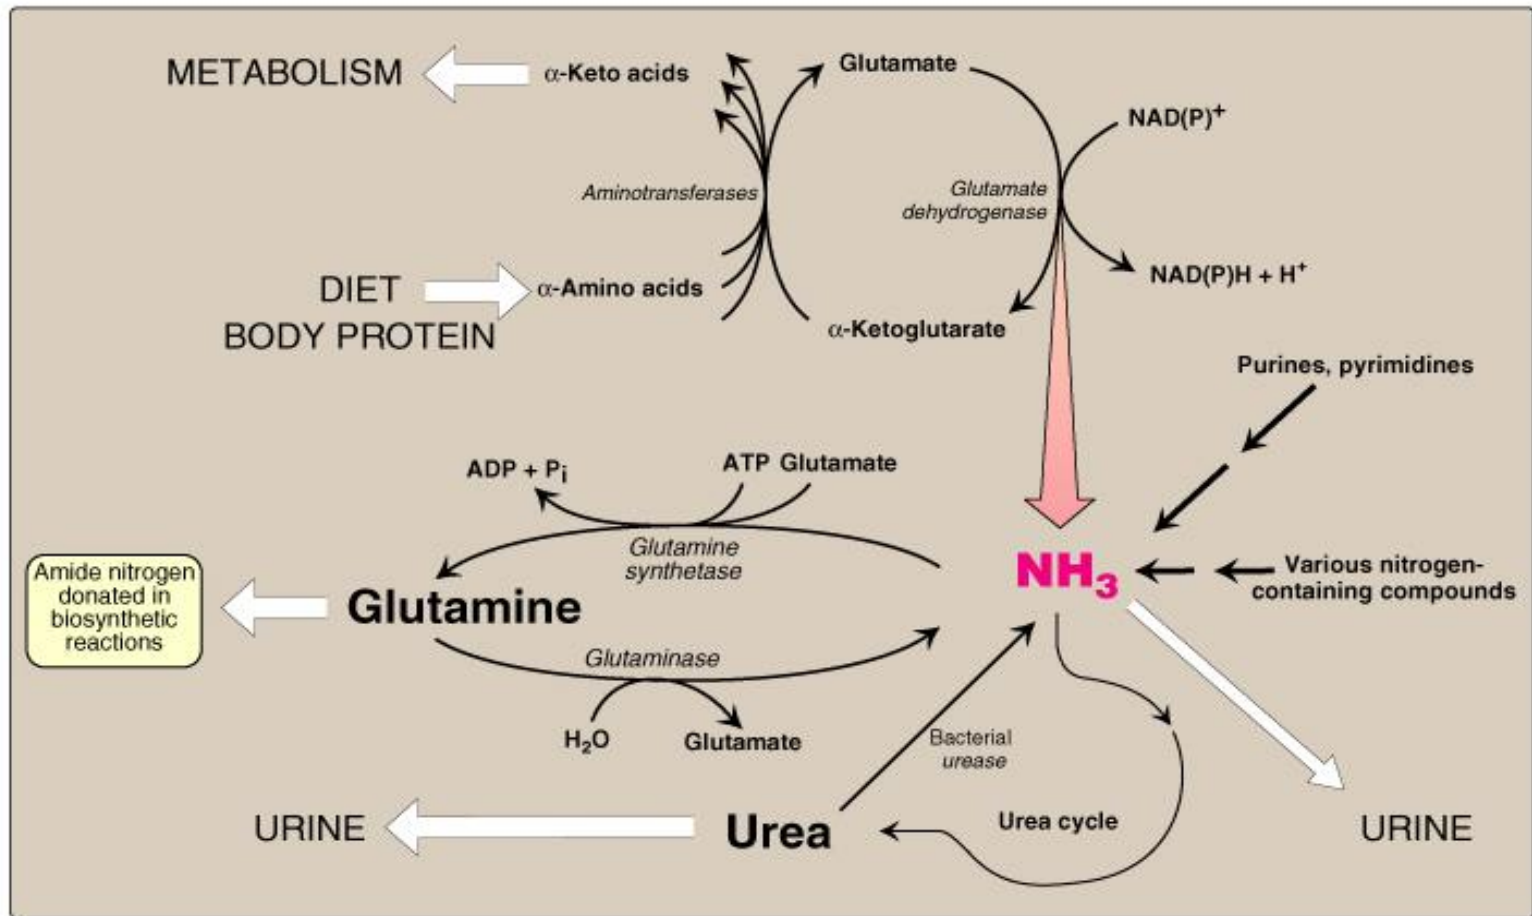 METABOLISM
α-Keto acids
Glutamate
NAD(P)+
Aminotransferases
Glutamate
dehydrogenase
DIET
BODY PROTEIN
α-Amino acids
NAD(P)H + H+
α-Ketoglutarate
Purines, pyrimidines
ADP + Pi
ATP Glutamate
Glutamine
synthetase
NH3
Various nitrogen-
containing compounds
Amide nitrogen
donated in
biosynthetic
reactions
Glutamine
Glutaminase
H2O
Glutamate
Bacterial
urease
URINE
Urea
Urea cycle
URINE